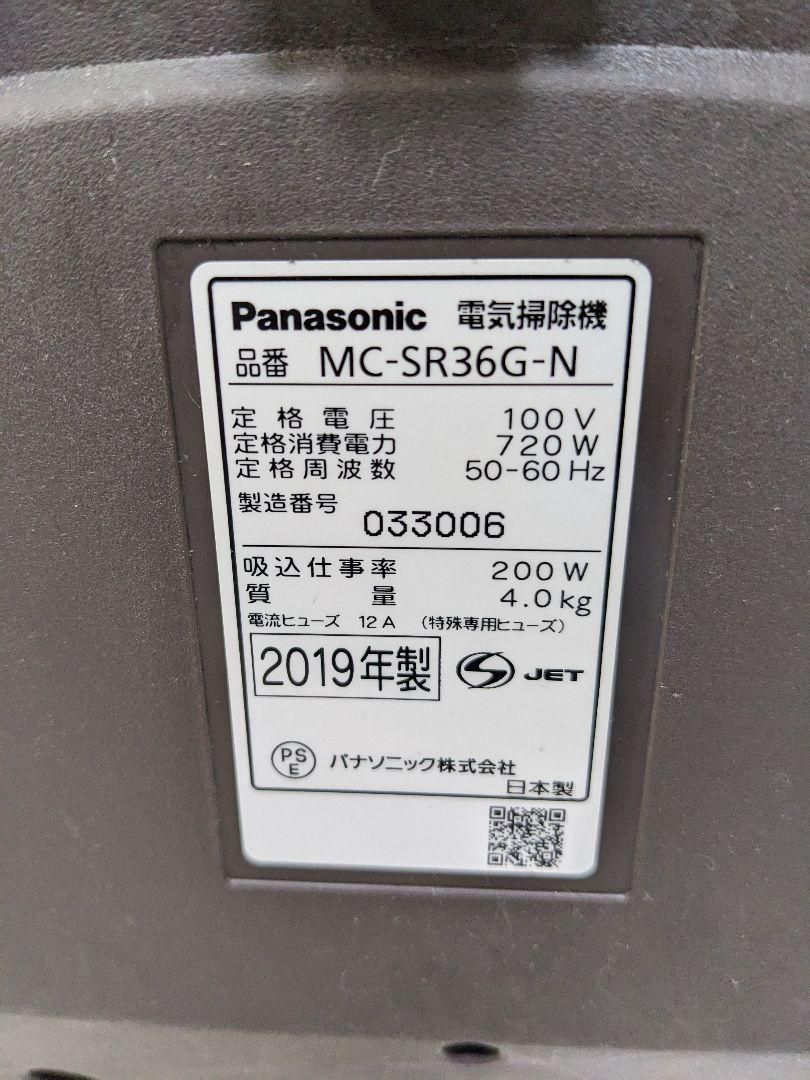 Panasonic 電気掃除機
品番 MC-SR36G-N
定格電圧 100V
定格消費電力 720W
定格周波数 50-60Hz
製造番号 033006
吸込仕事率 200W
質量 4.0kg
電流ヒューズ 12A (特殊専用ヒューズ)
2019年製 S JET
PSE パナソニック株式会社
日本製